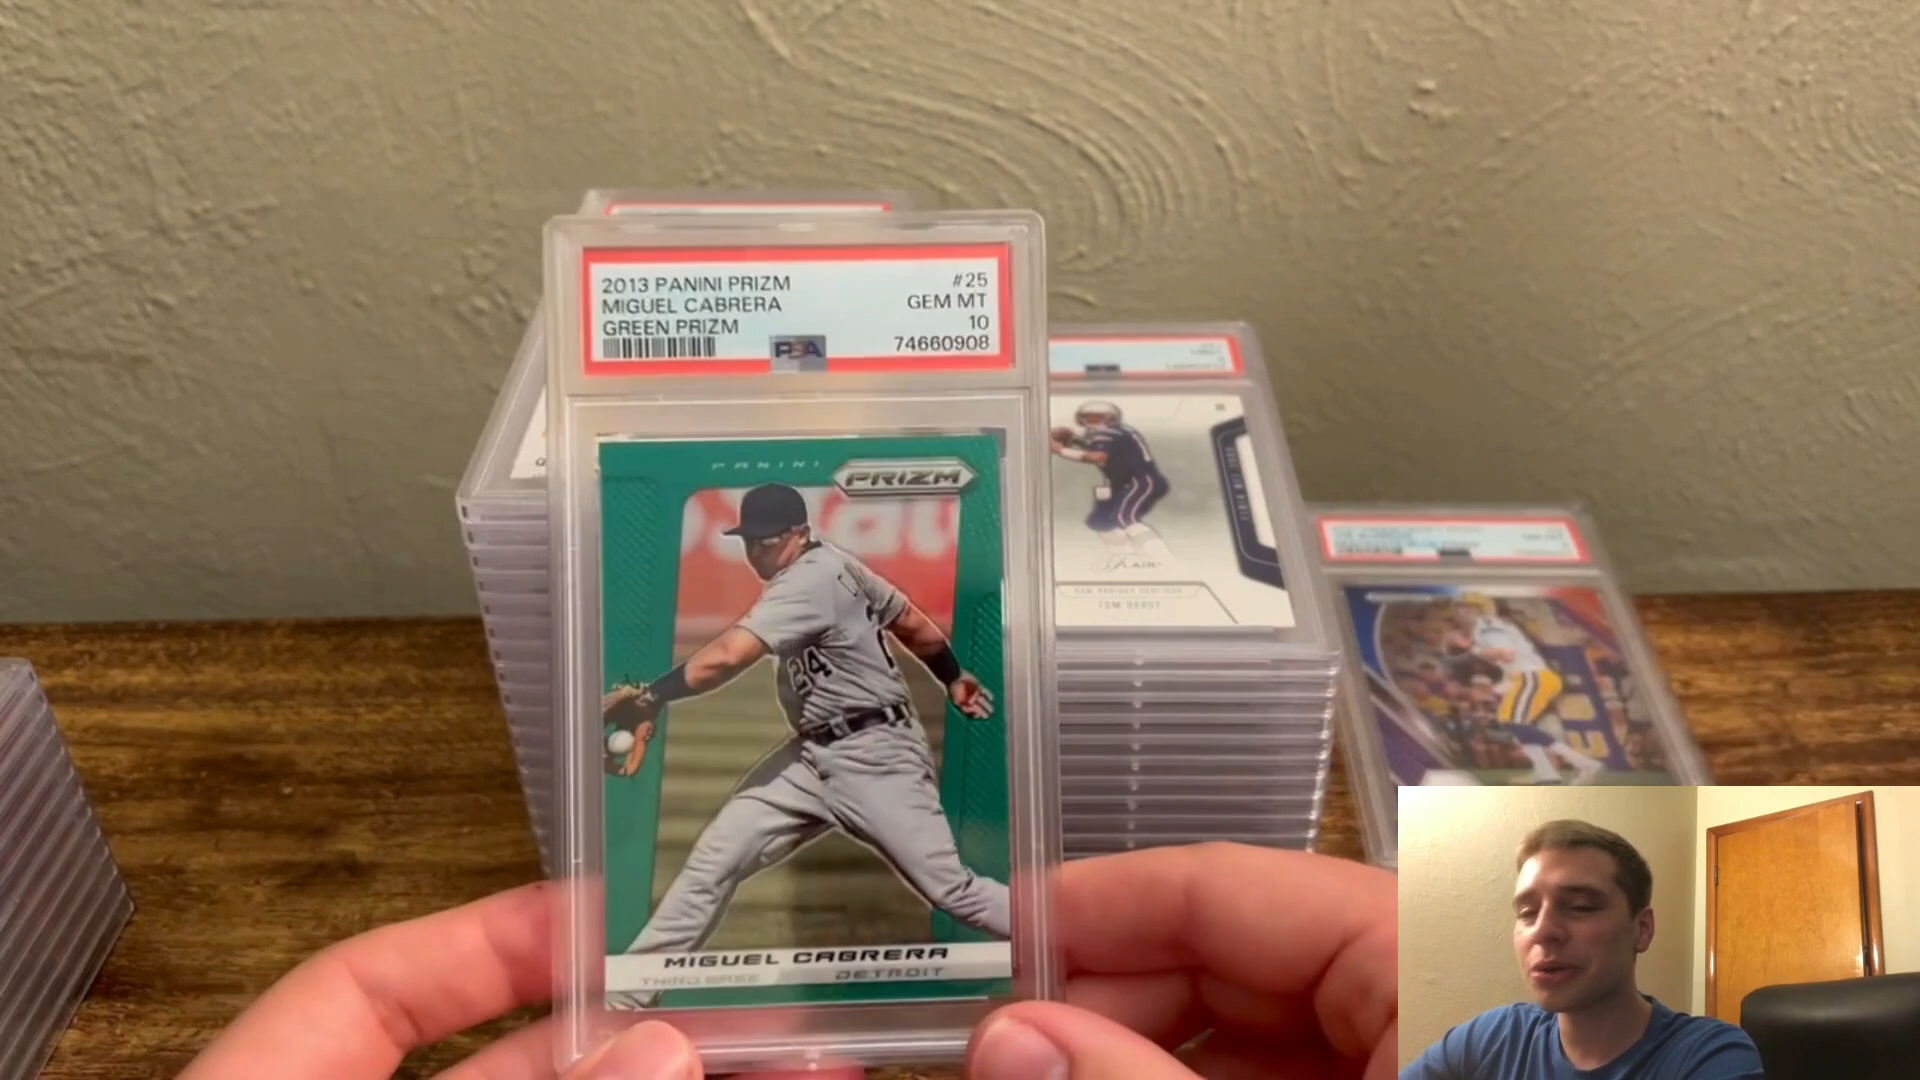 2013 PANINI PRIZM #25
MIGUEL CABRERA GEM MT
GREEN PRIZM 10
PSA 74660908
PANINI
PRIZM
24
MIGUEL CABRERA
THIRD BASE DETROIT
FLAIR
TOM BRADY